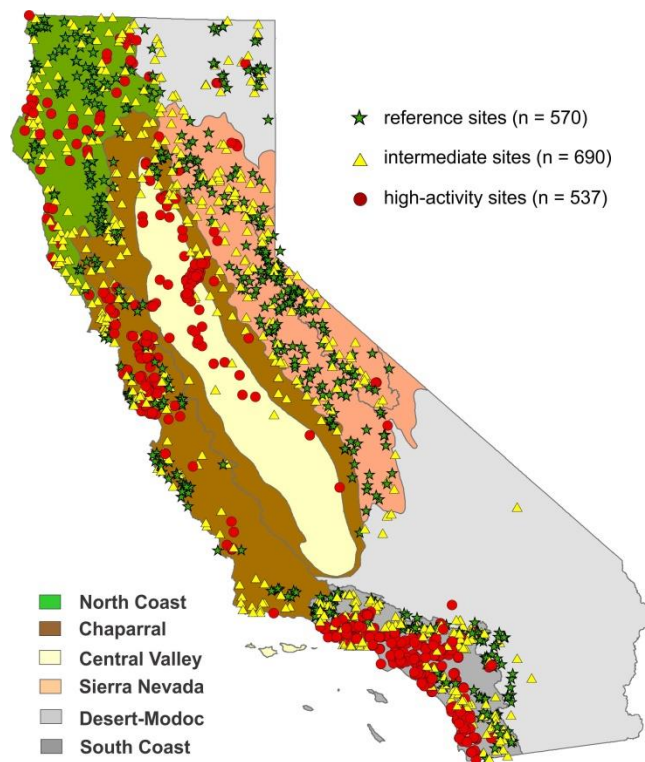 reference sites (n = 570)
intermediate sites (n = 690)
high-activity sites (n = 537)
North Coast
Chaparral
Central Valley
Sierra Nevada
Desert-Modoc
South Coast